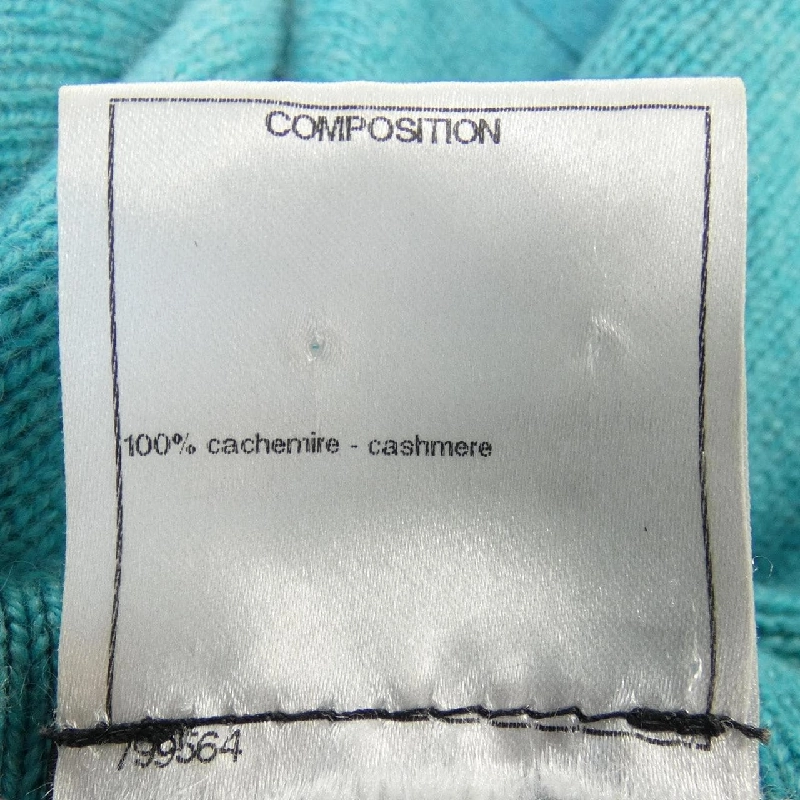 COMPOSITION
100% cachemire - cashmere
799564